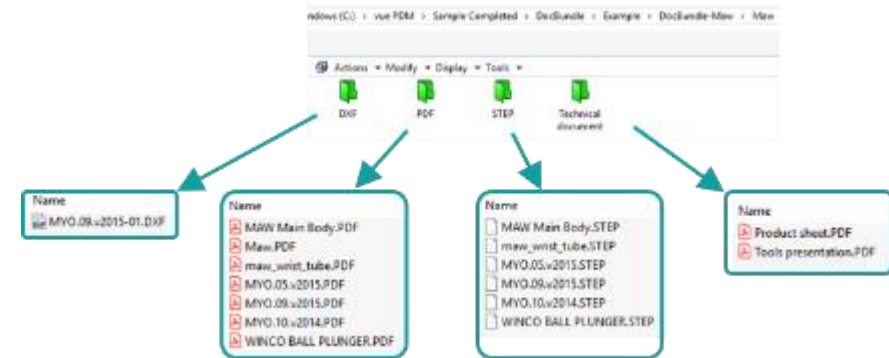 ndows (C:) › vue PDM › Sample Completed › DocBundle › Example › DocBundle-Maw › Maw
Actions Modify Display Tools
DXF PDF STEP Technical document
Name
MYO.09.v2015-01.DXF
Name
MAW Main Body.PDF
Maw.PDF
maw_wrist_tube.PDF
MYO.05.v2015.PDF
MYO.09.v2015.PDF
MYO.10.v2014.PDF
WINCO BALL PLUNGER.PDF
Name
MAW Main Body.STEP
maw_wrist_tube.STEP
MYO.05.v2015.STEP
MYO.09.v2015.STEP
MYO.10.v2014.STEP
WINCO BALL PLUNGER.STEP
Name
Product sheet.PDF
Tools presentation.PDF